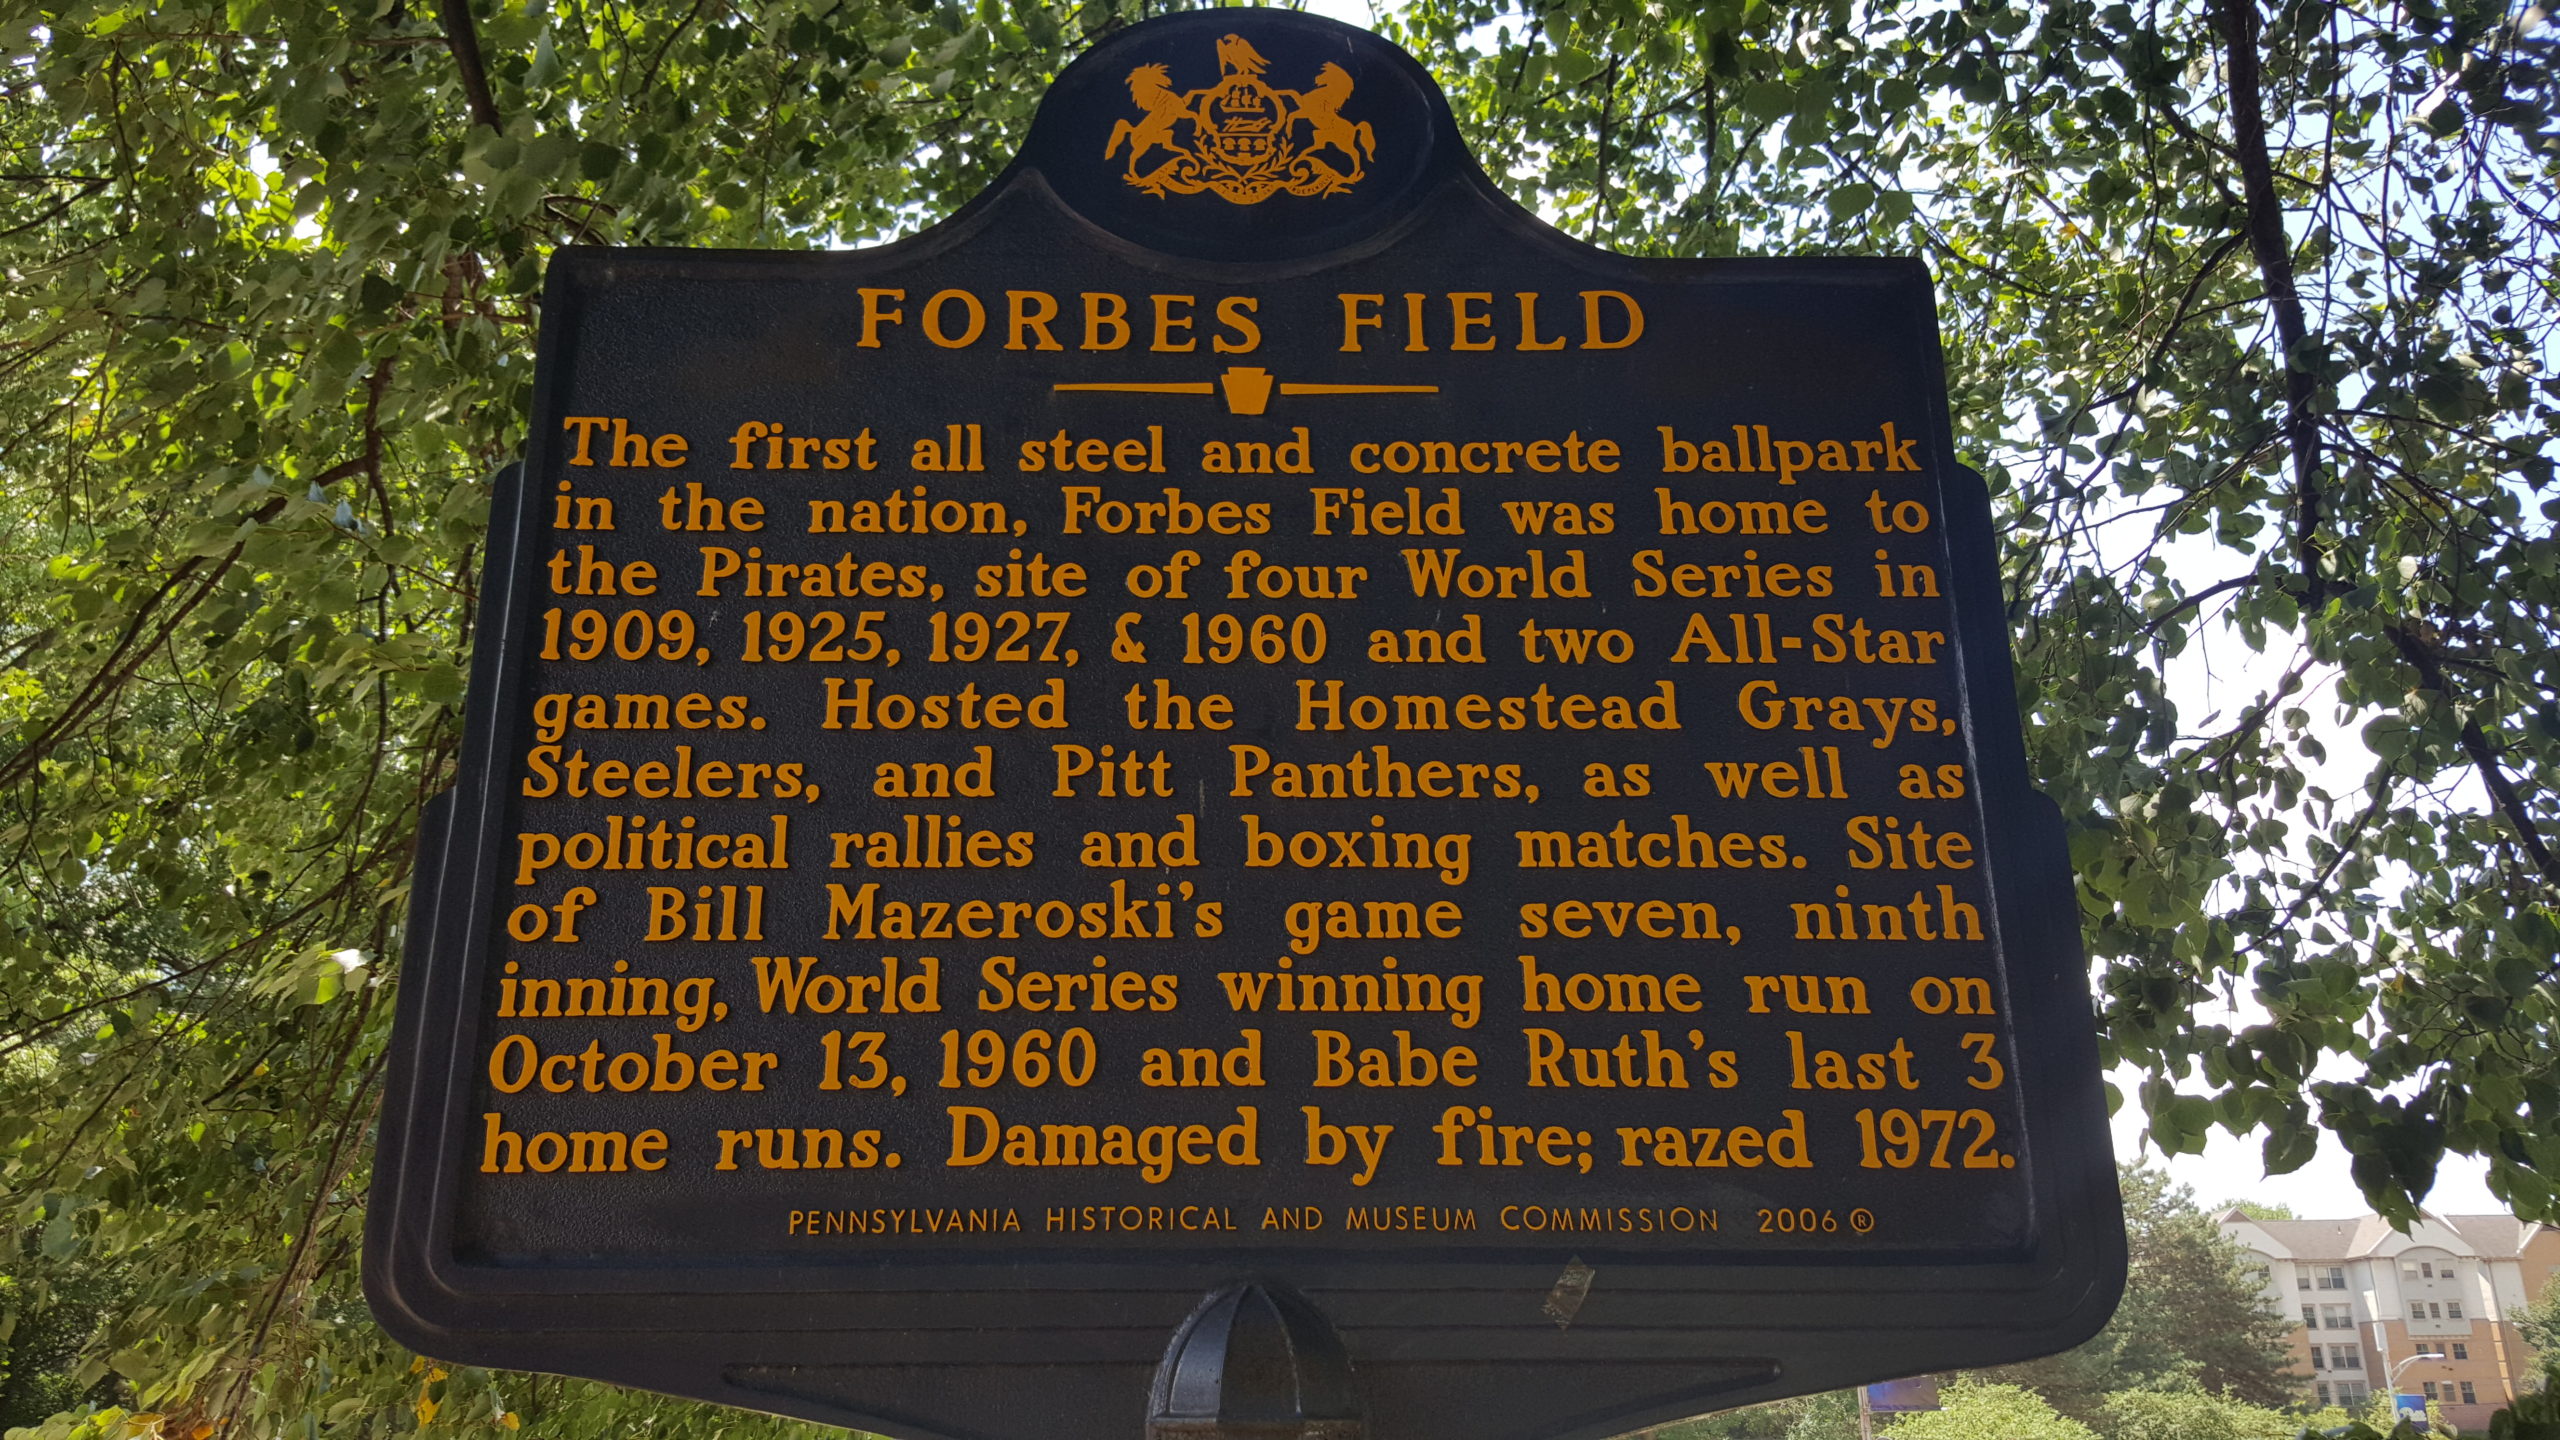 FORBES FIELD
The first all steel and concrete ballpark
in the nation, Forbes Field was home to
the Pirates, site of four World Series in
1909, 1925, 1927, & 1960 and two All-Star
games. Hosted the Homestead Grays,
Steelers, and Pitt Panthers, as well as
political rallies and boxing matches. Site
of Bill Mazeroski's game seven, ninth
inning, World Series winning home run on
October 13, 1960 and Babe Ruth's last 3
home runs. Damaged by fire; razed 1972.
PENNSYLVANIA HISTORICAL AND MUSEUM COMMISSION 2006 ®